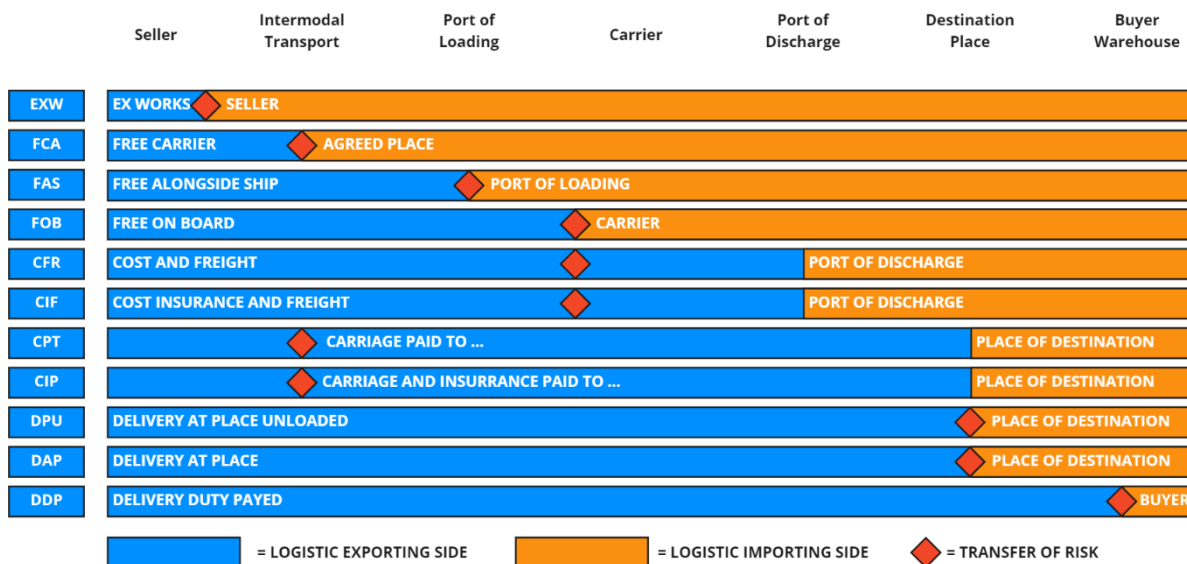 Seller
Intermodal
Transport
Port of
Loading
Carrier
Port of
Discharge
Destination
Place
Buyer
Warehouse
EXW EX WORKS SELLER
FCA FREE CARRIER AGREED PLACE
FAS FREE ALONGSIDE SHIP PORT OF LOADING
FOB FREE ON BOARD CARRIER
CFR COST AND FREIGHT PORT OF DISCHARGE
CIF COST INSURANCE AND FREIGHT PORT OF DISCHARGE
CPT CARRIAGE PAID TO ... PLACE OF DESTINATION
CIP CARRIAGE AND INSURRANCE PAID TO ... PLACE OF DESTINATION
DPU DELIVERY AT PLACE UNLOADED PLACE OF DESTINATION
DAP DELIVERY AT PLACE PLACE OF DESTINATION
DDP DELIVERY DUTY PAYED BUYER
= LOGISTIC EXPORTING SIDE = LOGISTIC IMPORTING SIDE = TRANSFER OF RISK